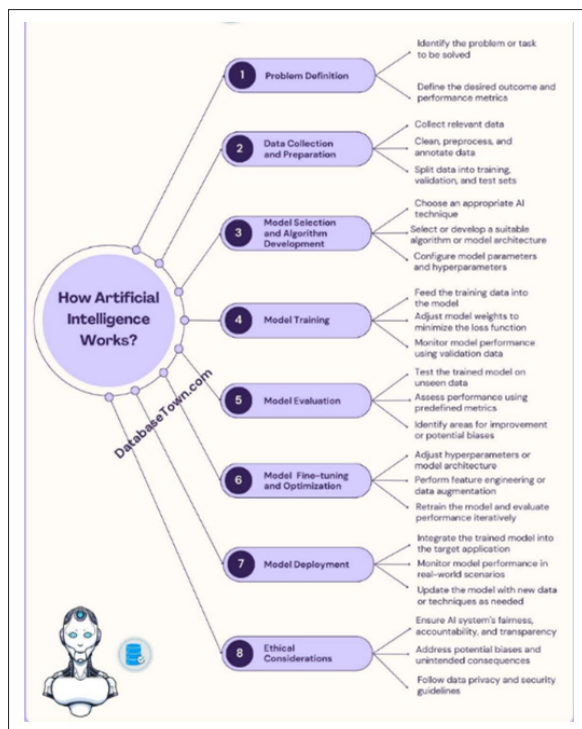 How Artificial
Intelligence
Works?
DatabaseTown.com
1
Problem Definition
Identify the problem or task
to be solved
Define the desired outcome and
performance metrics
2
Data Collection
and Preparation
Collect relevant data
Clean, preprocess, and
annotate data
Split data into training,
validation, and test sets
3
Model Selection
and Algorithm
Development
Choose an appropriate AI
technique
Select or develop a suitable
algorithm or model architecture
Configure model parameters
and hyperparameters
4
Model Training
Feed the training data into
the model
Adjust model weights to
minimize the loss function
Monitor model performance
using validation data
5
Model Evaluation
Test the trained model on
unseen data
Assess performance using
predefined metrics
Identify areas for improvement
or potential biases
6
Model Fine-tuning
and Optimization
Adjust hyperparameters or
model architecture
Perform feature engineering or
data augmentation
Retrain the model and evaluate
performance iteratively
7
Model Deployment
Integrate the trained model into
the target application
Monitor model performance in
real-world scenarios
Update the model with new data
or techniques as needed
8
Ethical
Considerations
Ensure AI system's fairness,
accountability, and transparency
Address potential biases and
unintended consequences
Follow data privacy and security
guidelines